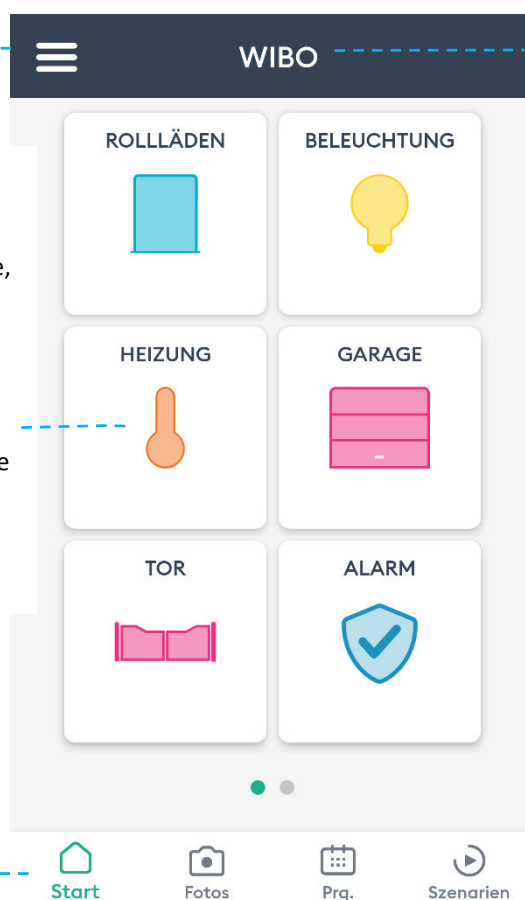 WIBO
ROLLLÄDEN BELEUCHTUNG
e,
HEIZUNG GARAGE
e
TOR ALARM
Start Fotos Prg. Szenarien